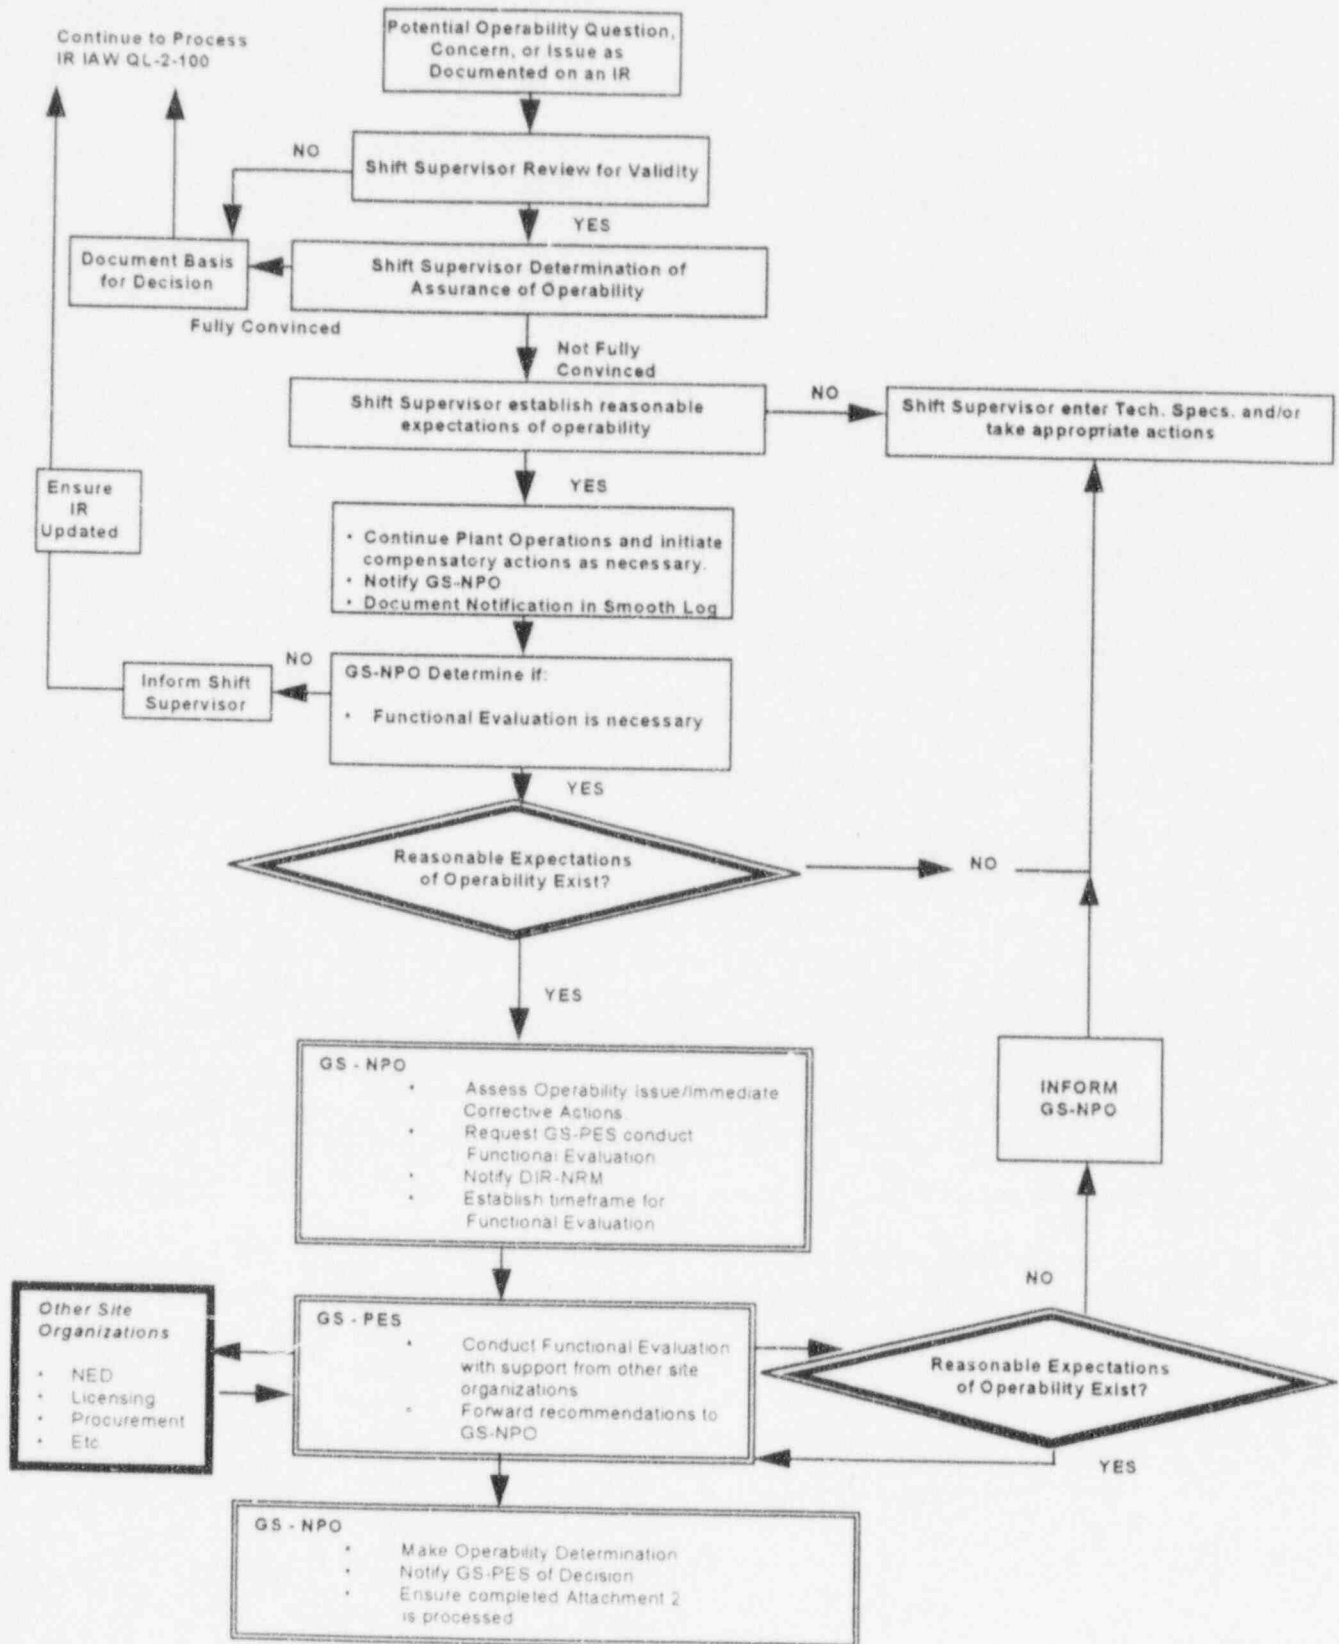 Continue to Process
IR IAW QL-2-100
Potential Operability Question,
Concern, or Issue as
Documented on an IR
NO
Shift Supervisor Review for Validity
YES
Document Basis
for Decision
Shift Supervisor Determination of
Assurance of Operability
Fully Convinced
Not Fully
Convinced
Shift Supervisor establish reasonable
expectations of operability
NO
Shift Supervisor enter Tech. Specs. and/or
take appropriate actions
YES
Ensure
IR
Updated
• Continue Plant Operations and initiate
compensatory actions as necessary.
• Notify GS-NPO
• Document Notification in Smooth Log
NO
Inform Shift
Supervisor
GS-NPO Determine if:
• Functional Evaluation is necessary
YES
Reasonable Expectations
of Operability Exist?
NO
YES
GS - NPO
• Assess Operability Issue/Immediate
Corrective Actions.
• Request GS-PES conduct
Functional Evaluation
• Notify DIR-NRM
• Establish timeframe for
Functional Evaluation
INFORM
GS-NPO
NO
Other Site
Organizations
• NED
• Licensing
• Procurement
• Etc.
GS - PES
• Conduct Functional Evaluation
with support from other site
organizations
• Forward recommendations to
GS-NPO
Reasonable Expectations
of Operability Exist?
YES
GS - NPO
• Make Operability Determination
• Notify GS-PES of Decision
• Ensure completed Attachment 2
is processed